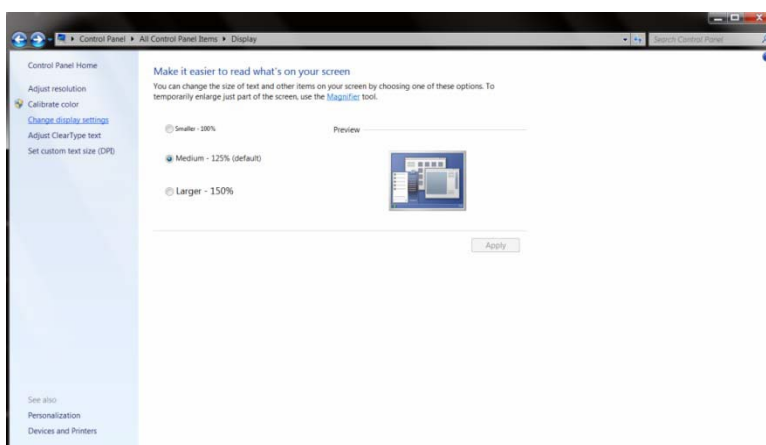 Control Panel ▸ All Control Panel Items ▸ Display
Search Control Panel
Control Panel Home
Adjust resolution
Calibrate color
Change display settings
Adjust ClearType text
Set custom text size (DPI)
See also
Personalization
Devices and Printers
Make it easier to read what's on your screen
You can change the size of text and other items on your screen by choosing one of these options. To
temporarily enlarge just part of the screen, use the Magnifier tool.
Smaller - 100%
Medium - 125% (default)
Larger - 150%
Preview
Apply